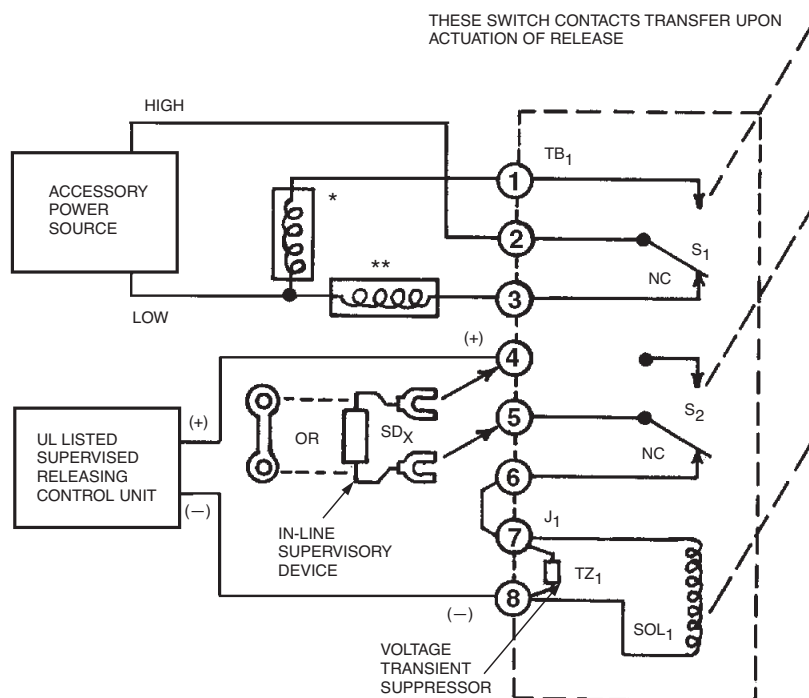 THESE SWITCH CONTACTS TRANSFER UPON
ACTUATION OF RELEASE
HIGH
ACCESSORY
POWER
SOURCE
LOW
*
**
1
TB1
2
S1
NC
3
(+)
4
UL LISTED
SUPERVISED
RELEASING
CONTROL UNIT
(+)
(—)
OR
SDX
5
S2
NC
6
IN-LINE
SUPERVISORY
DEVICE
J1
7
TZ1
8
(—)
SOL1
VOLTAGE
TRANSIENT
SUPPRESSOR